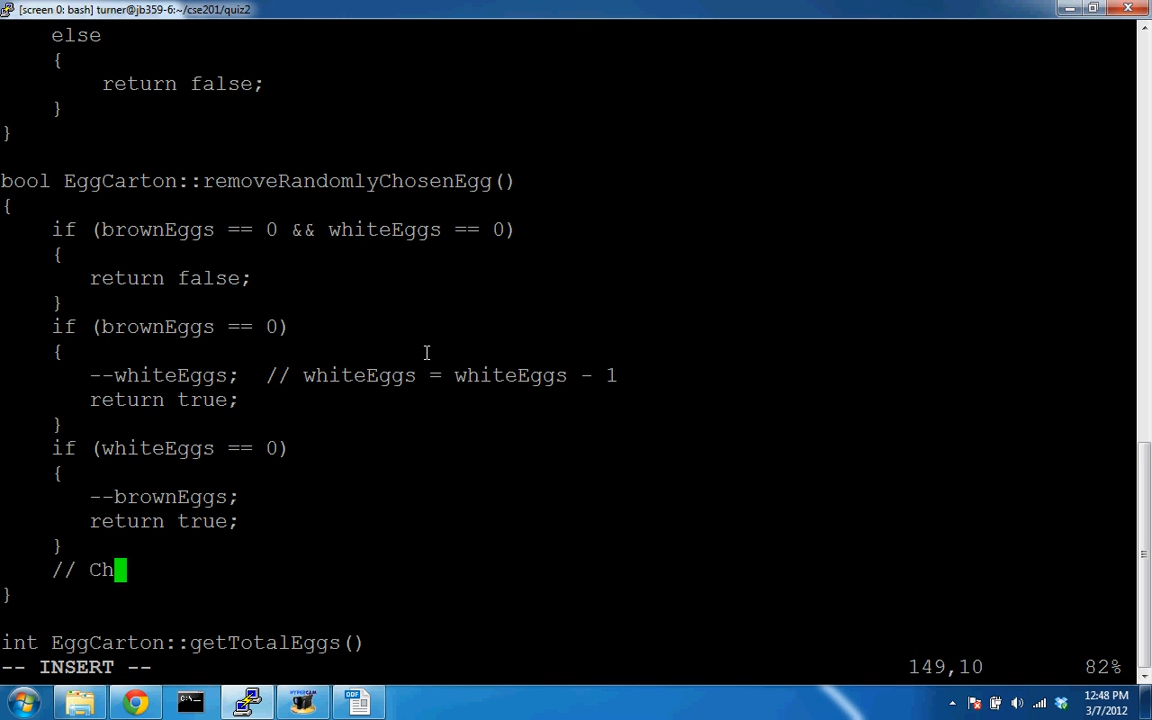 [screen 0: bash] turner@jb359-6:~/cse201/quiz2
else
{
return false;
}
}
bool EggCarton::removeRandomlyChosenEgg()
{
if (brownEggs == 0 && whiteEggs == 0)
{
return false;
}
if (brownEggs == 0)
{
--whiteEggs;  // whiteEggs = whiteEggs - 1
return true;
}
if (whiteEggs == 0)
{
--brownEggs;
return true;
}
// Ch
}
int EggCarton::getTotalEggs()
-- INSERT -- 149,10 82%
C:\
HYPERCAM
ODF
12:48 PM
3/7/2012